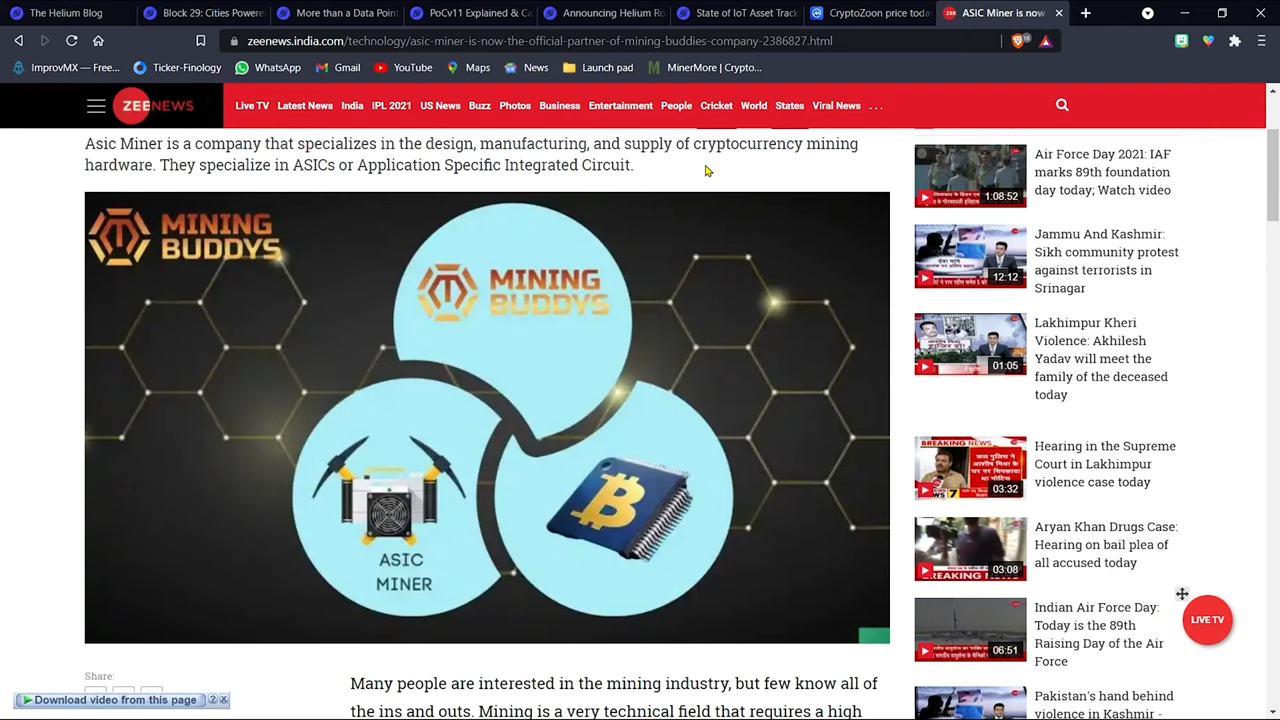 The Helium Blog
Block 29: Cities Powere
More than a Data Point
PoCv11 Explained & Ca
Announcing Helium Ro
State of IoT Asset Track
CryptoZoon price today
ASIC Miner is now
zeenews.india.com/technology/asic-miner-is-now-the-official-partner-of-mining-buddies-company-2386827.html
18
ImprovMX — Free...
Ticker-Finology
WhatsApp
Gmail
YouTube
Maps
News
Launch pad
MinerMore | Crypto...
ZEENEWS
Live TV
Latest News
India
IPL 2021
US News
Buzz
Photos
Business
Entertainment
People
Cricket
World
States
Viral News
...
Asic Miner is a company that specializes in the design, manufacturing, and supply of cryptocurrency mining
hardware. They specialize in ASICs or Application Specific Integrated Circuit.
MINING
BUDDYS
MINING
BUDDYS
ASIC
MINER
Share:
Many people are interested in the mining industry, but few know all of
the ins and outs. Mining is a very technical field that requires a high
Download video from this page
? X
Air Force Day 2021: IAF
marks 89th foundation
day today; Watch video
1:08:52
Jammu And Kashmir:
Sikh community protest
against terrorists in
Srinagar
12:12
Lakhimpur Kheri
Violence: Akhilesh
Yadav will meet the
family of the deceased
today
01:05
Hearing in the Supreme
Court in Lakhimpur
violence case today
BREAKING NEWS
03:32
Aryan Khan Drugs Case:
Hearing on bail plea of
all accused today
03:08
BREAKING NEWS
Indian Air Force Day:
Today is the 89th
Raising Day of the Air
Force
06:51
LIVE TV
Pakistan's hand behind
violence in Kashmir -